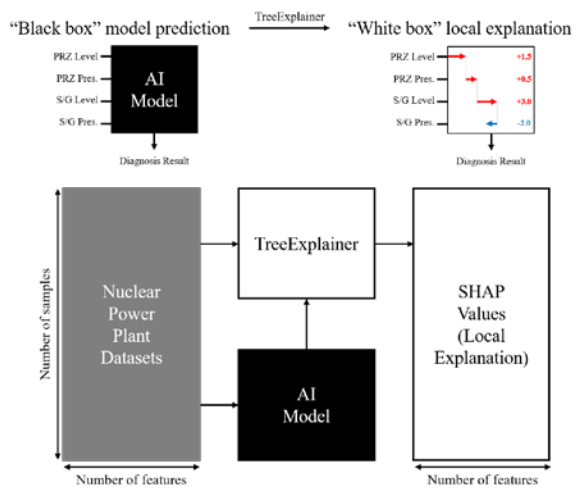 “Black box” model prediction
TreeExplainer
“White box” local explanation
PRZ Level
PRZ Pres.
S/G Level
S/G Pres.
AI
Model
Diagnosis Result
PRZ Level
+1.5
PRZ Pres.
+0.5
S/G Level
+3.0
S/G Pres.
-2.0
Diagnosis Result
Number of samples
Nuclear
Power
Plant
Datasets
Number of features
TreeExplainer
AI
Model
SHAP
Values
(Local
Explanation)
Number of features